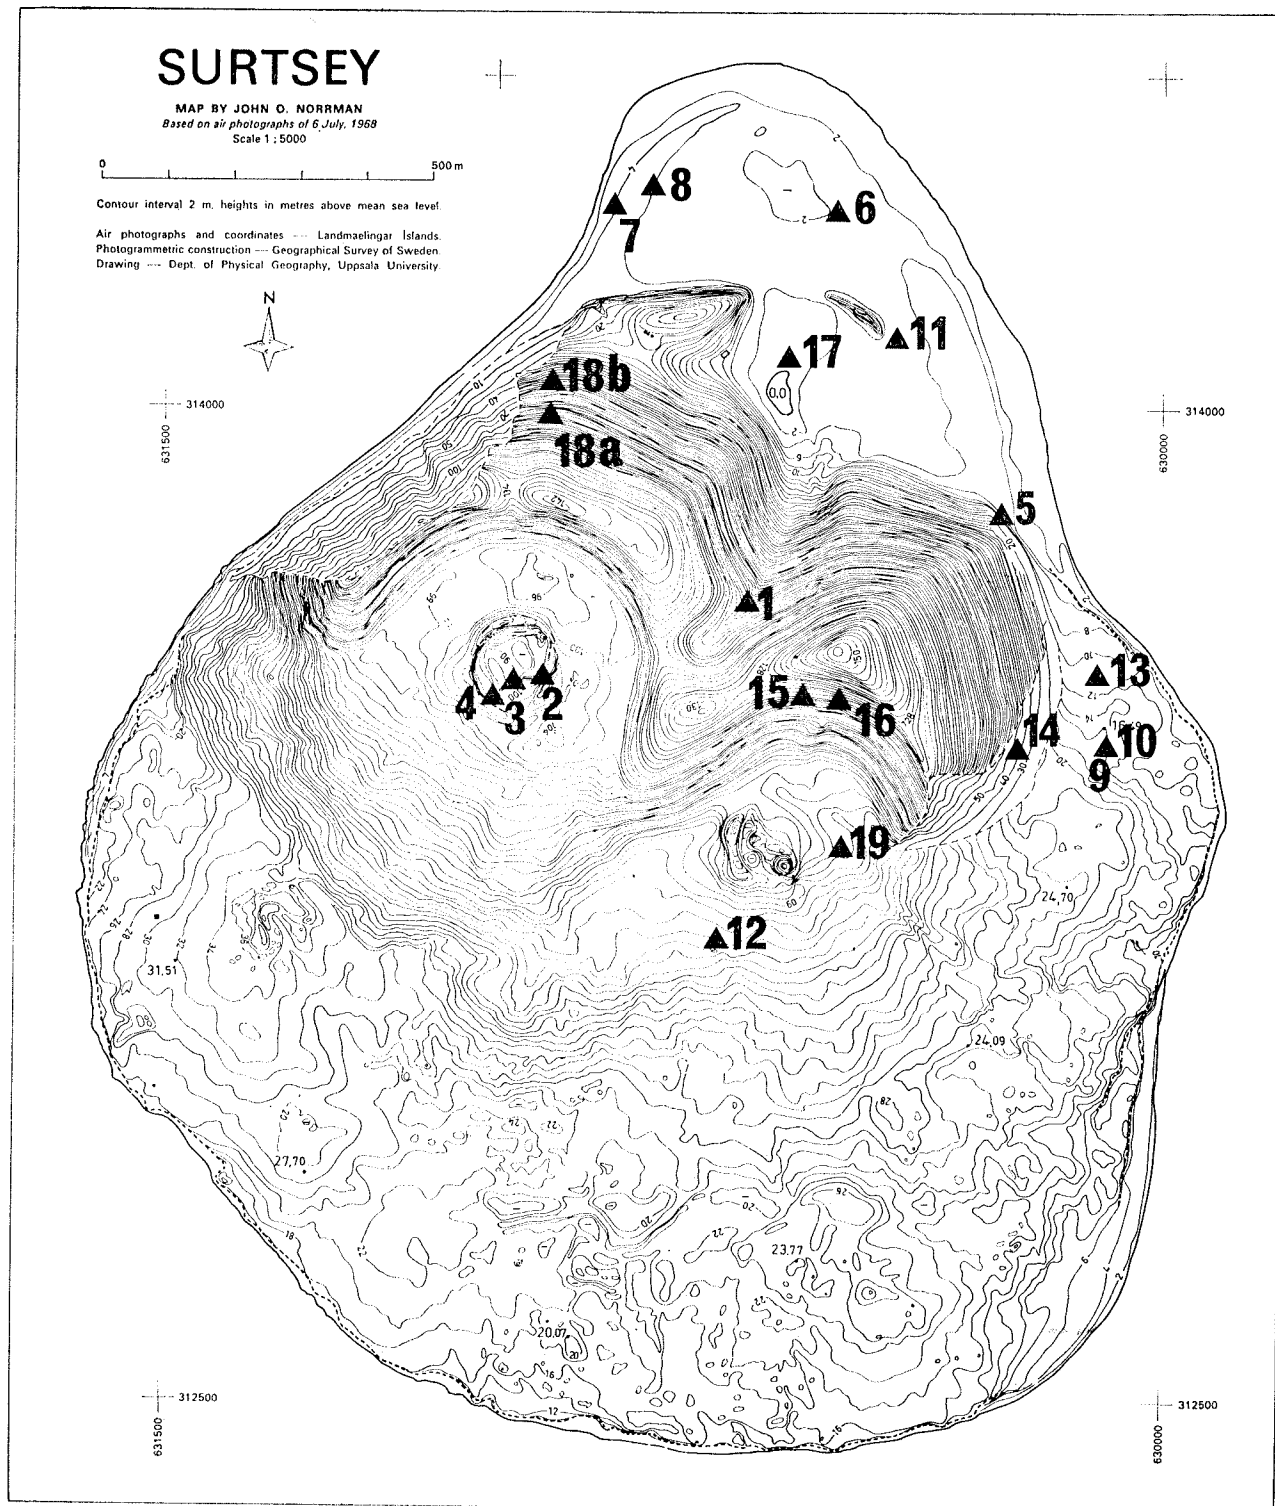 SURTSEY
MAP BY JOHN O. NORRMAN
Based on air photographs of 6 July, 1968
Scale 1 : 5000
0 500 m
Contour interval 2 m, heights in metres above mean sea level.
Air photographs and coordinates --- Landmaelingar Islands.
Photogrammetric construction --- Geographical Survey of Sweden.
Drawing --- Dept. of Physical Geography, Uppsala University.
N
8
7
6
11
17
0,0
18b
18a
314000
631500
314000
630000
5
1
13
2
3
4
15
16
14
10
9
19
12
24,70
31,51
24,09
27,70
23,77
20,07
312500
631500
312500
630000